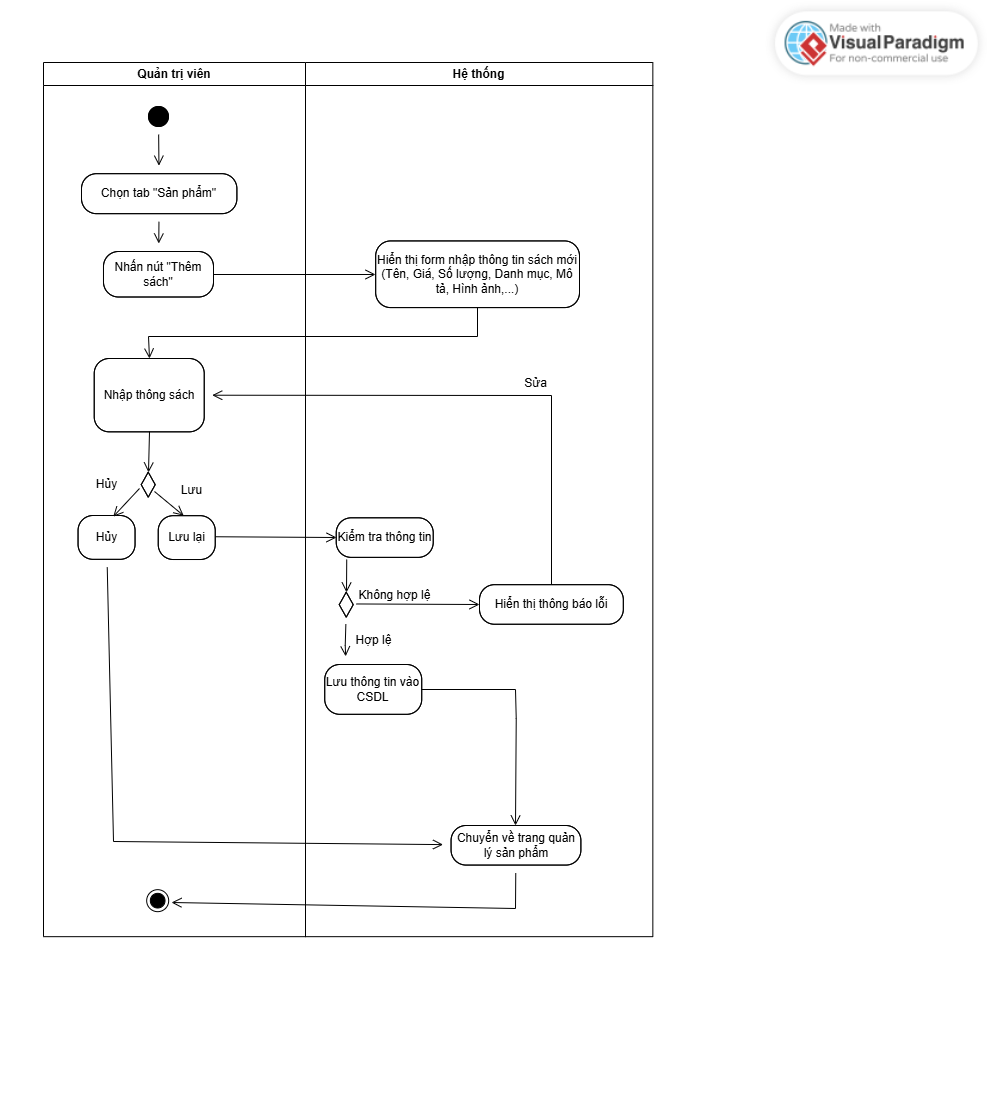 Made with
VisualParadigm
For non-commercial use
Quản trị viên
Hệ thống
Chọn tab "Sản phẩm"
Nhấn nút "Thêm
sách"
Hiển thị form nhập thông tin sách mới
(Tên, Giá, Số lượng, Danh mục, Mô
tả, Hình ảnh,...)
Sửa
Nhập thông sách
Hủy
Lưu
Hủy
Lưu lại
Kiểm tra thông tin
Không hợp lệ
Hiển thị thông báo lỗi
Hợp lệ
Lưu thông tin vào
CSDL
Chuyển về trang quản
lý sản phẩm